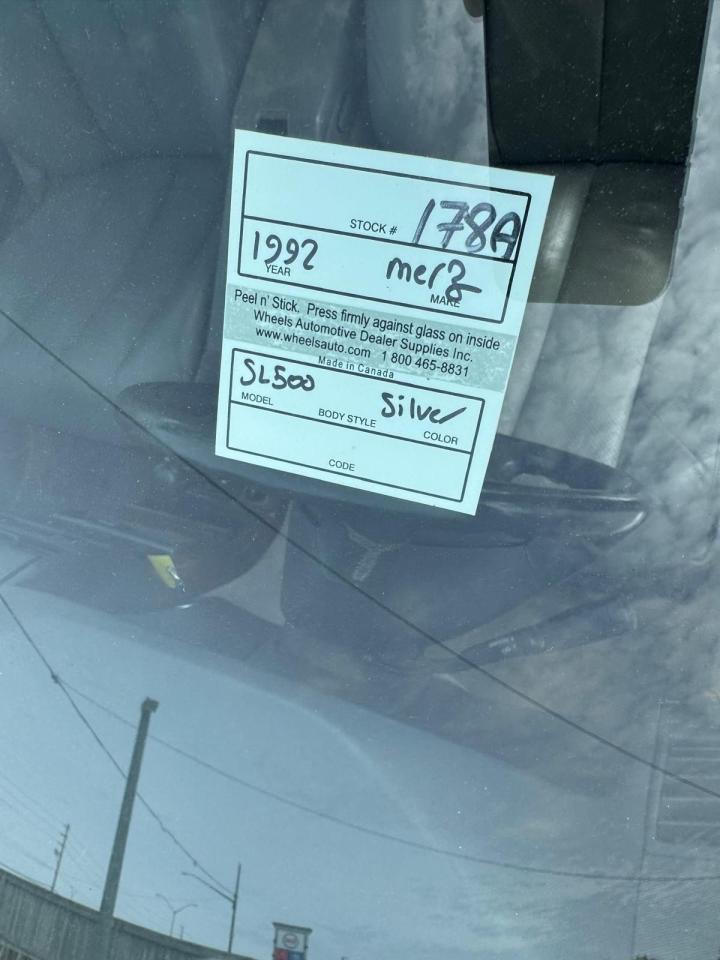 STOCK # 178A
1992 merz
YEAR MAKE
Peel n' Stick. Press firmly against glass on inside
Wheels Automotive Dealer Supplies Inc.
www.wheelsauto.com 1 800 465-8831
Made in Canada
SL500 Silver
MODEL BODY STYLE COLOR
CODE